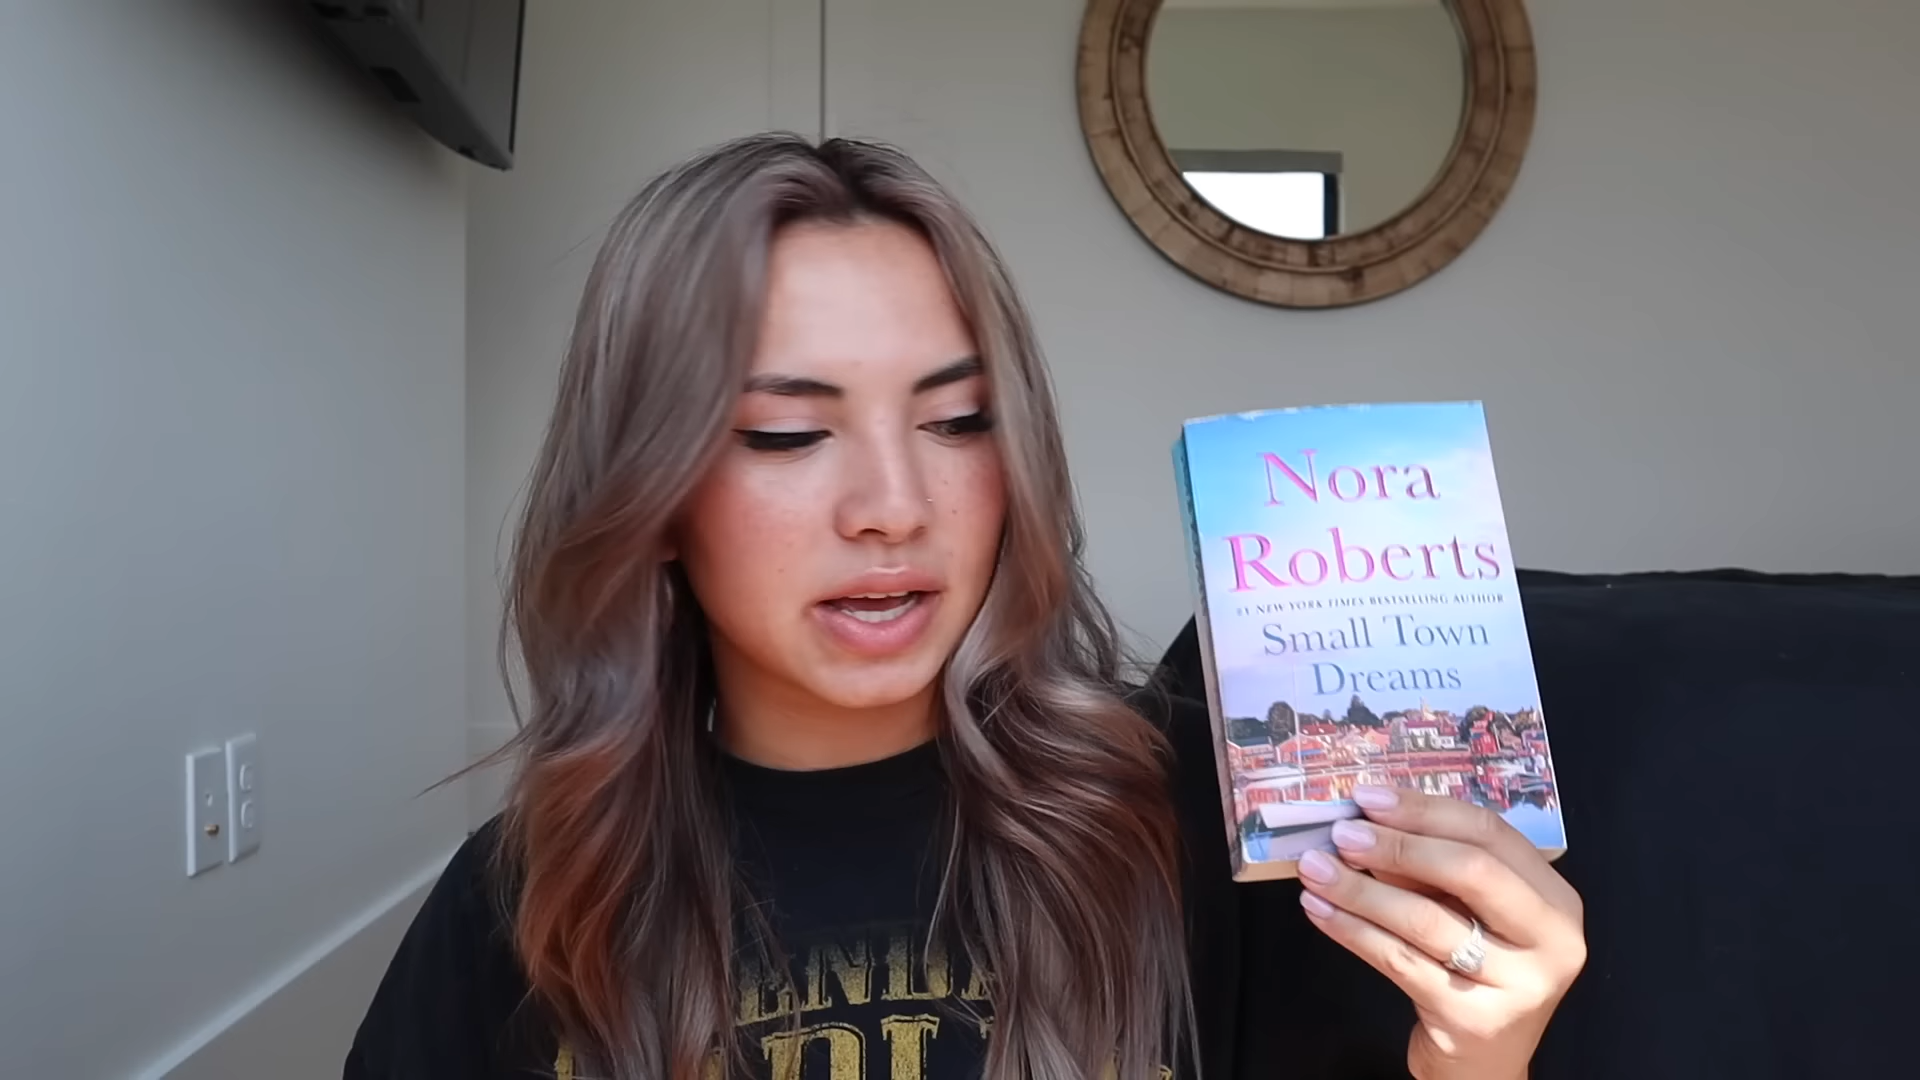 Nora
Roberts
#1 NEW YORK TIMES BESTSELLING AUTHOR
Small Town
Dreams